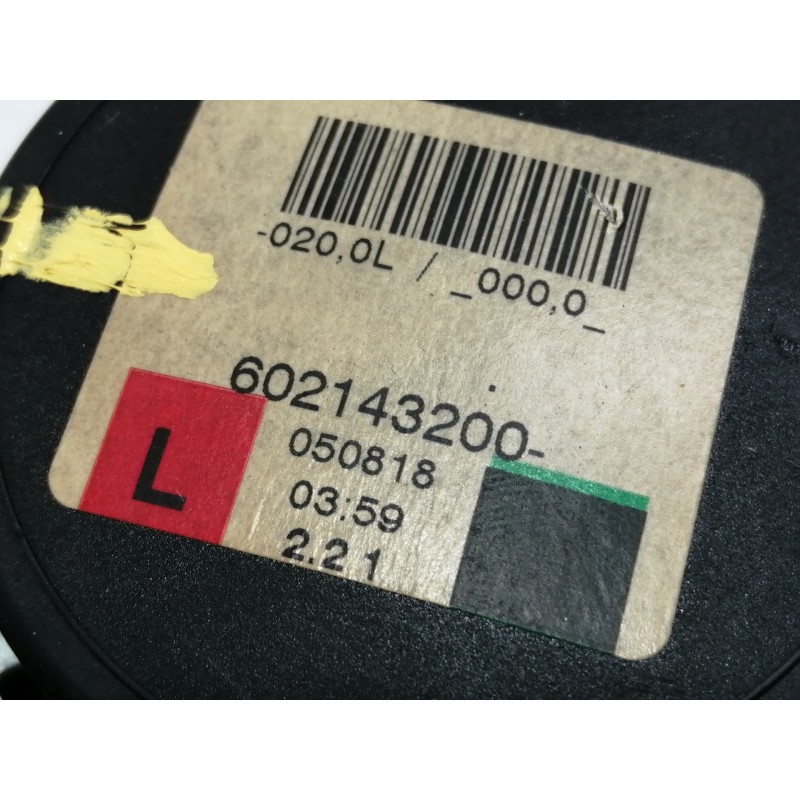 -020,0L / _000,0_
602143200-
L
050818
03:59
2.2 1